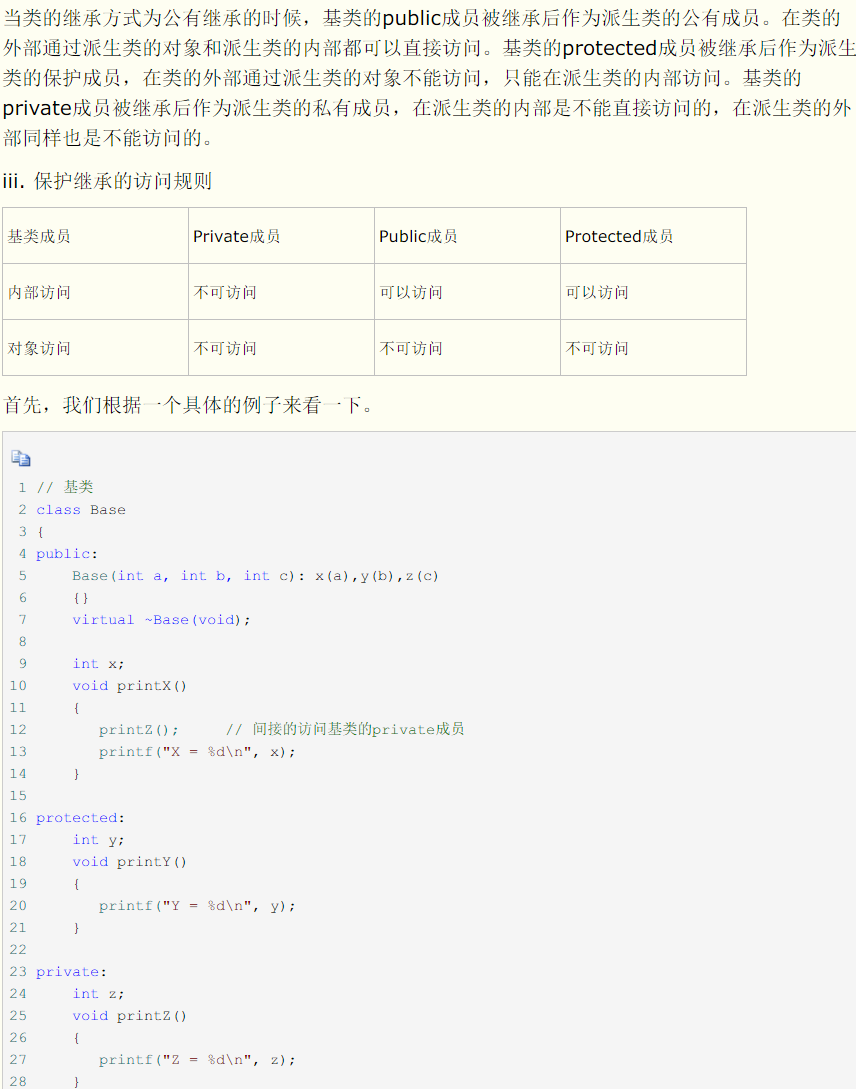 当类的继承方式为公有继承的时候，基类的public成员被继承后作为派生类的公有成员。在类的
外部通过派生类的对象和派生类的内部都可以直接访问。基类的protected成员被继承后作为派生
类的保护成员，在类的外部通过派生类的对象不能访问，只能在派生类的内部访问。基类的
private成员被继承后作为派生类的私有成员，在派生类的内部是不能直接访问的，在派生类的外
部同样也是不能访问的。
iii. 保护继承的访问规则
基类成员 Private成员 Public成员 Protected成员
内部访问 不可访问 可以访问 可以访问
对象访问 不可访问 不可访问 不可访问
首先，我们根据一个具体的例子来看一下。
1 // 基类
2 class Base
3 {
4 public:
5     Base(int a, int b, int c): x(a),y(b),z(c)
6     {}
7     virtual ~Base(void);
8
9     int x;
10     void printX()
11     {
12        printZ();     // 间接的访问基类的private成员
13        printf("X = %d\n", x);
14     }
15
16 protected:
17     int y;
18     void printY()
19     {
20        printf("Y = %d\n", y);
21     }
22
23 private:
24     int z;
25     void printZ()
26     {
27        printf("Z = %d\n", z);
28     }